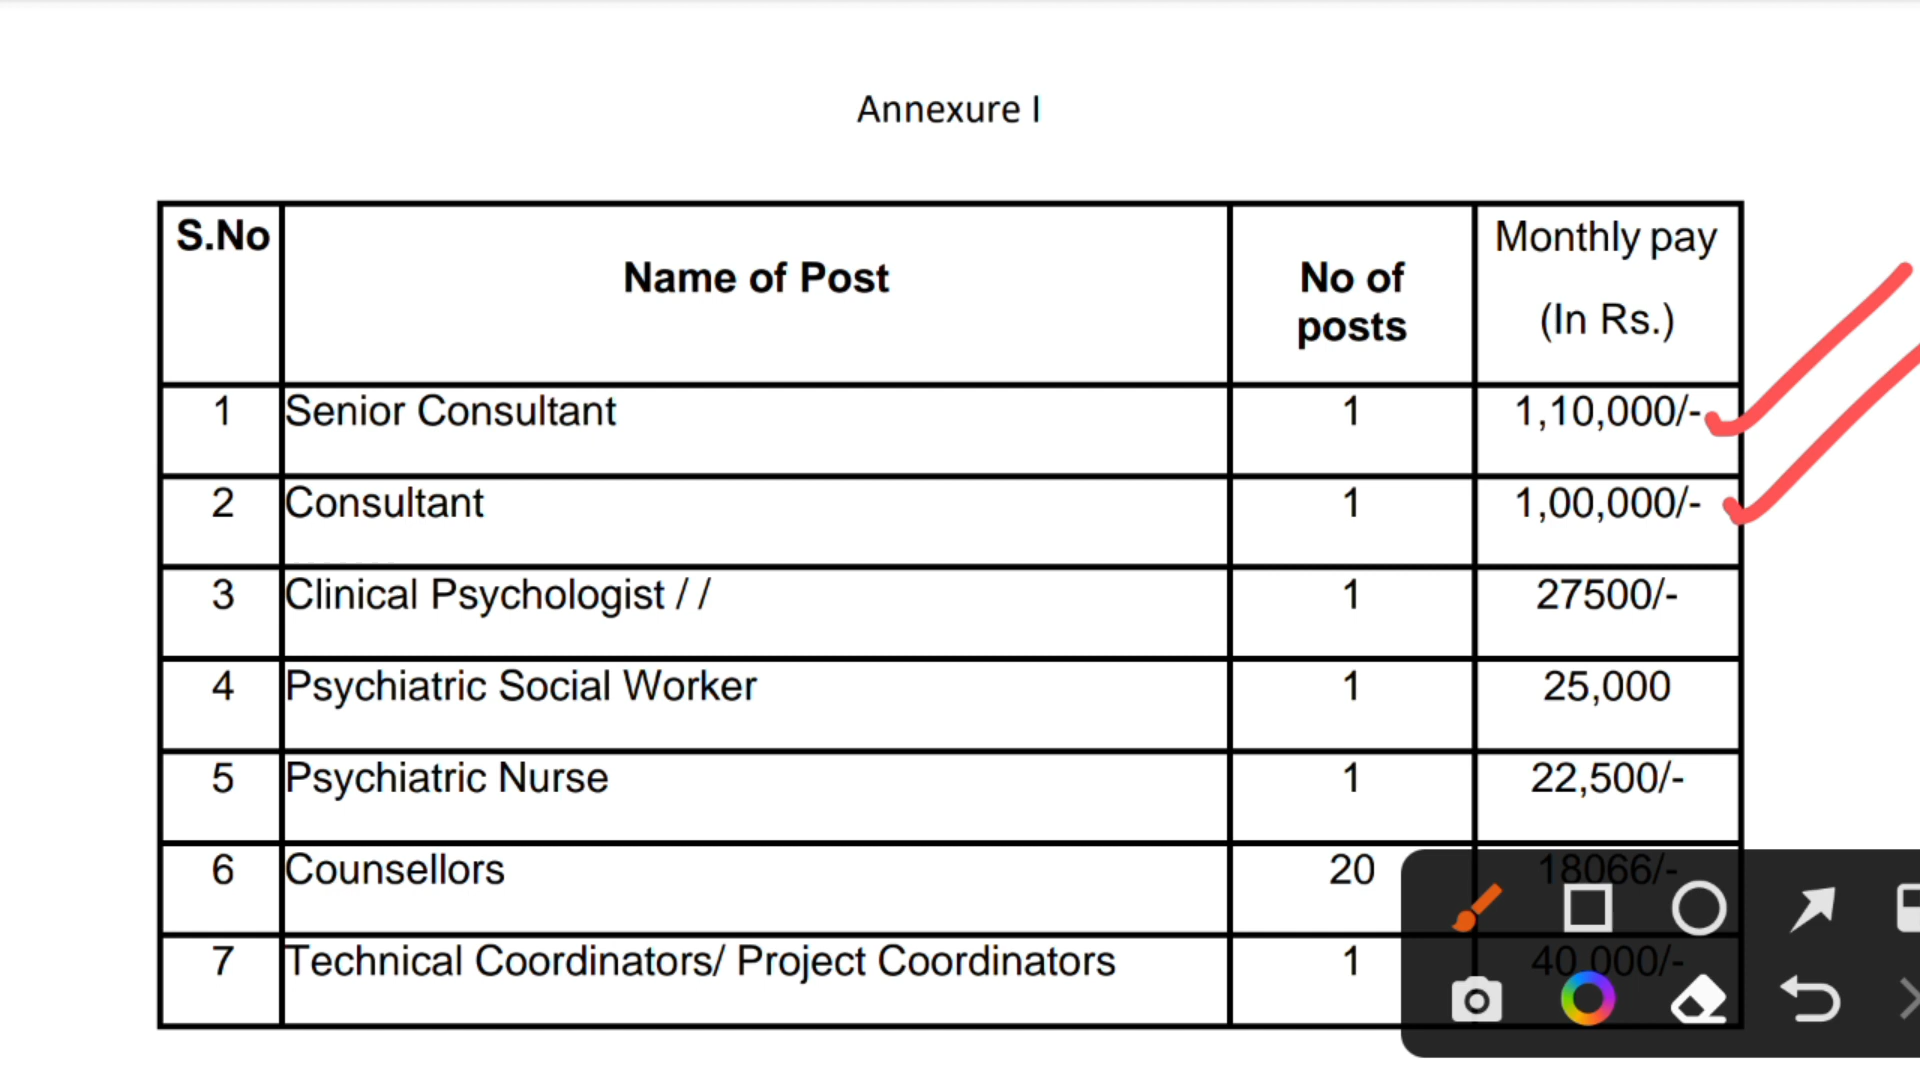 Annexure I
S.No Name of Post No of posts Monthly pay (In Rs.)
1 Senior Consultant 1 1,10,000/-
2 Consultant 1 1,00,000/-
3 Clinical Psychologist / / 1 27500/-
4 Psychiatric Social Worker 1 25,000
5 Psychiatric Nurse 1 22,500/-
6 Counsellors 20 18066/-
7 Technical Coordinators/ Project Coordinators 1 40,000/-